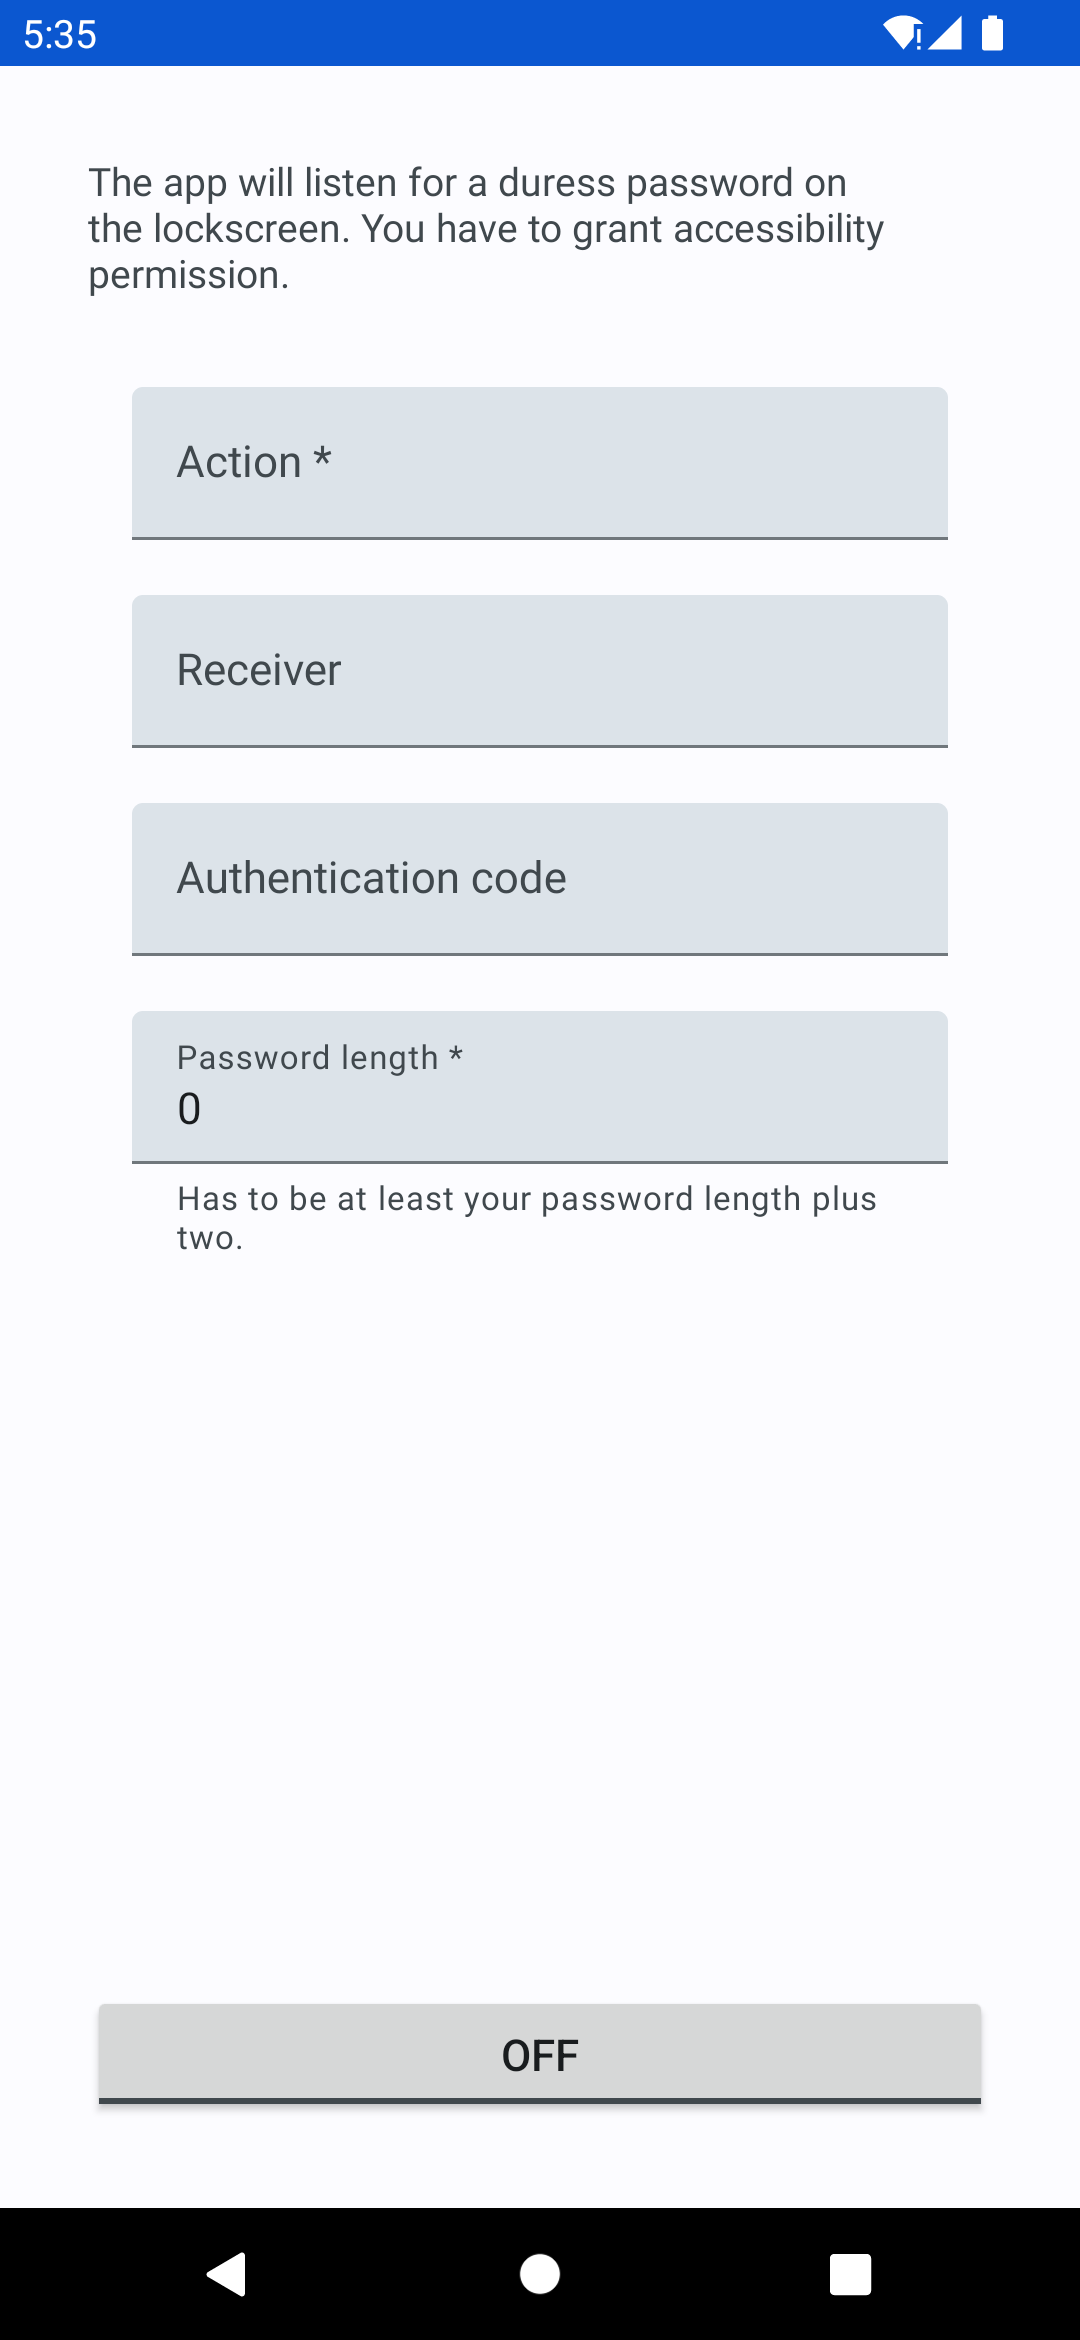 5:35
The app will listen for a duress password on
the lockscreen. You have to grant accessibility
permission.
Action *
Receiver
Authentication code
Password length *
0
Has to be at least your password length plus
two.
OFF